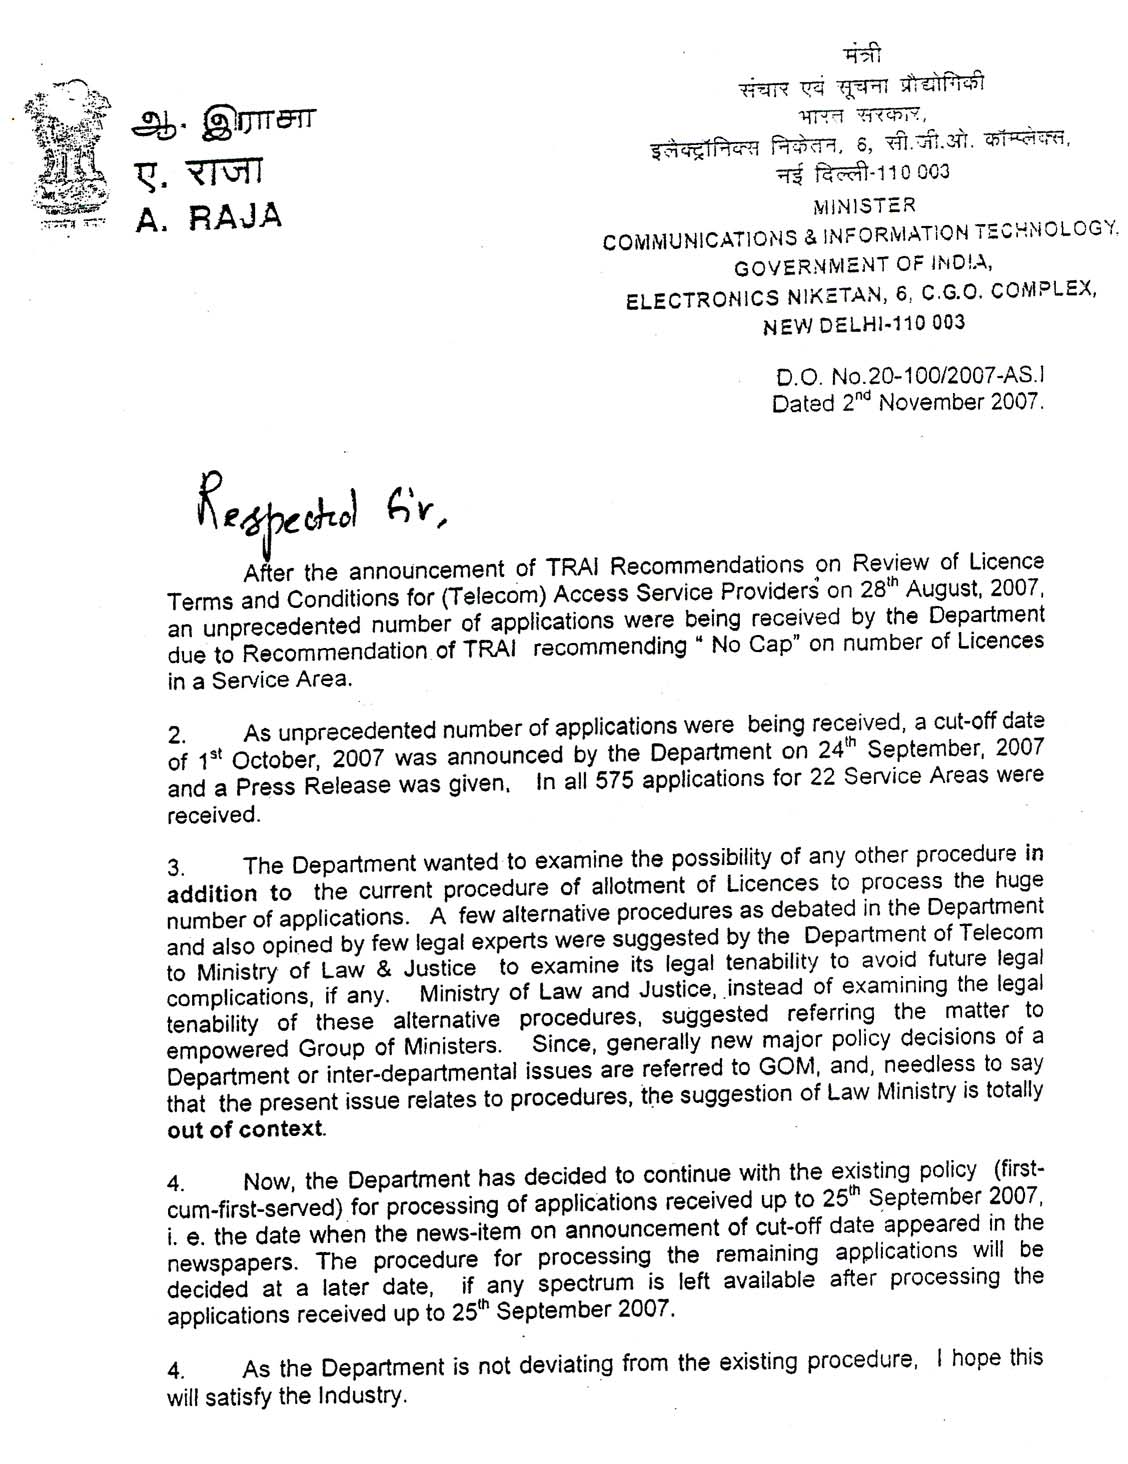 ஆ. இராசா
ए. राजा
A. RAJA
मंत्री
संचार एवं सूचना प्रौद्योगिकी
भारत सरकार,
इलैक्ट्रॉनिक्स निकेतन, 6, सी.जी.ओ. कॉम्प्लेक्स,
नई दिल्ली-110 003
MINISTER
COMMUNICATIONS & INFORMATION TECHNOLOGY,
GOVERNMENT OF INDIA,
ELECTRONICS NIKETAN, 6, C.G.O. COMPLEX,
NEW DELHI-110 003
D.O. No.20-100/2007-AS.I
Dated 2nd November 2007.
Respected Sir,
After the announcement of TRAI Recommendations on Review of Licence
Terms and Conditions for (Telecom) Access Service Providers' on 28th August, 2007,
an unprecedented number of applications were being received by the Department
due to Recommendation of TRAI recommending " No Cap" on number of Licences
in a Service Area.
2. As unprecedented number of applications were being received, a cut-off date
of 1st October, 2007 was announced by the Department on 24th September, 2007
and a Press Release was given, In all 575 applications for 22 Service Areas were
received.
3. The Department wanted to examine the possibility of any other procedure in
addition to the current procedure of allotment of Licences to process the huge
number of applications. A few alternative procedures as debated in the Department
and also opined by few legal experts were suggested by the Department of Telecom
to Ministry of Law & Justice to examine its legal tenability to avoid future legal
complications, if any. Ministry of Law and Justice, instead of examining the legal
tenability of these alternative procedures, suggested referring the matter to
empowered Group of Ministers. Since, generally new major policy decisions of a
Department or inter-departmental issues are referred to GOM, and, needless to say
that the present issue relates to procedures, the suggestion of Law Ministry is totally
out of context.
4. Now, the Department has decided to continue with the existing policy (first-
cum-first-served) for processing of applications received up to 25th September 2007,
i. e. the date when the news-item on announcement of cut-off date appeared in the
newspapers. The procedure for processing the remaining applications will be
decided at a later date, if any spectrum is left available after processing the
applications received up to 25th September 2007.
4. As the Department is not deviating from the existing procedure, I hope this
will satisfy the Industry.